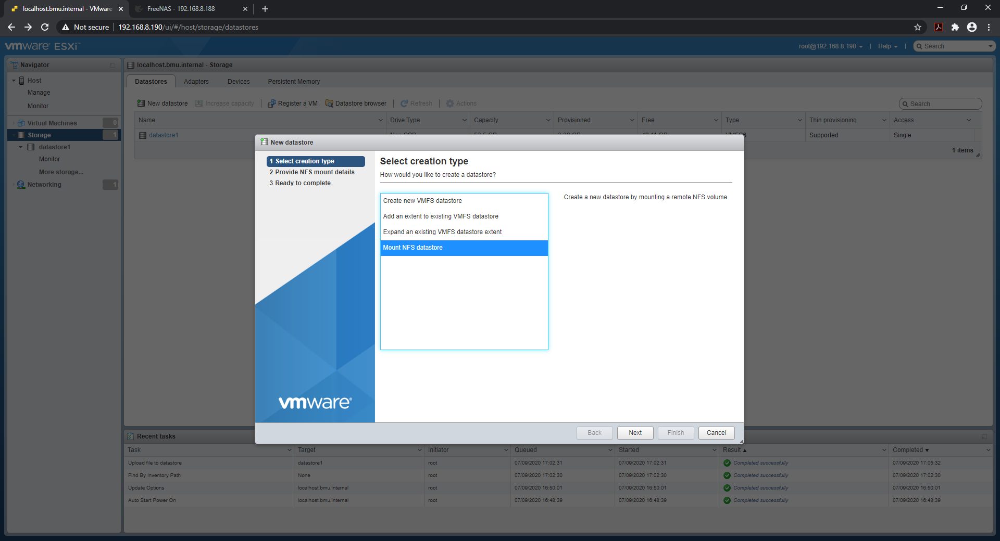 localhost.bmu.internal - VMware
FreeNAS - 192.168.8.188
Not secure
192.168.8.190/ui/#/host/storage/datastores
vmware ESXi
root@192.168.8.190
Help
Search
Navigator
Host
Manage
Monitor
Virtual Machines 0
Storage 1
datastore1
Monitor
More storage...
Networking 1
localhost.bmu.internal - Storage
Datastores Adapters Devices Persistent Memory
New datastore Increase capacity Register a VM Datastore browser Refresh Actions Search
Name Drive Type Capacity Provisioned Free Type Thin provisioning Access
datastore1 Supported Single
1 items
New datastore
1 Select creation type
2 Provide NFS mount details
3 Ready to complete
vmware
Select creation type
How would you like to create a datastore?
Create new VMFS datastore
Add an extent to existing VMFS datastore
Expand an existing VMFS datastore extent
Mount NFS datastore
Create a new datastore by mounting a remote NFS volume
Back Next Finish Cancel
Recent tasks
Task Target Initiator Queued Started Result Completed
Upload file to datastore datastore1 root 07/09/2020 17:02:31 07/09/2020 17:02:31 Completed successfully 07/09/2020 17:05:32
Find By Inventory Path None root 07/09/2020 17:02:30 07/09/2020 17:02:30 Completed successfully 07/09/2020 17:02:30
Update Options localhost.bmu.internal root 07/09/2020 16:50:01 07/09/2020 16:50:01 Completed successfully 07/09/2020 16:50:01
Auto Start Power On localhost.bmu.internal root 07/09/2020 16:48:39 07/09/2020 16:48:39 Completed successfully 07/09/2020 16:48:39